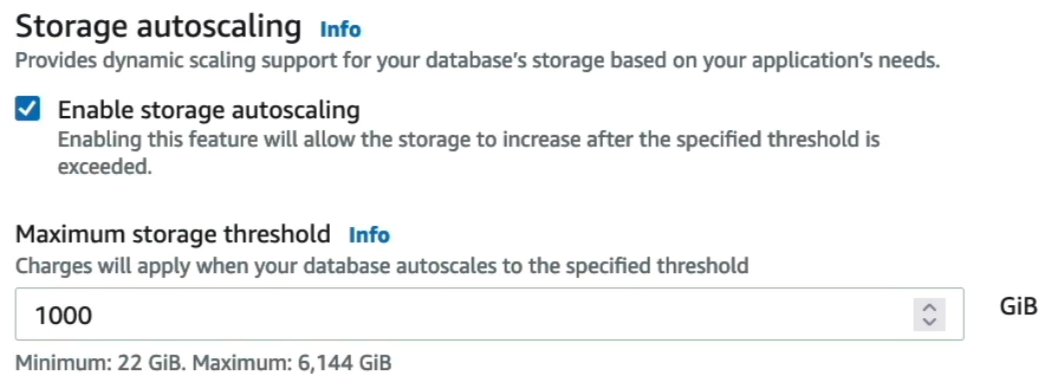 Storage autoscaling Info
Provides dynamic scaling support for your database's storage based on your application's needs.
Enable storage autoscaling
Enabling this feature will allow the storage to increase after the specified threshold is
exceeded.
Maximum storage threshold Info
Charges will apply when your database autoscales to the specified threshold
1000 GiB
Minimum: 22 GiB. Maximum: 6,144 GiB